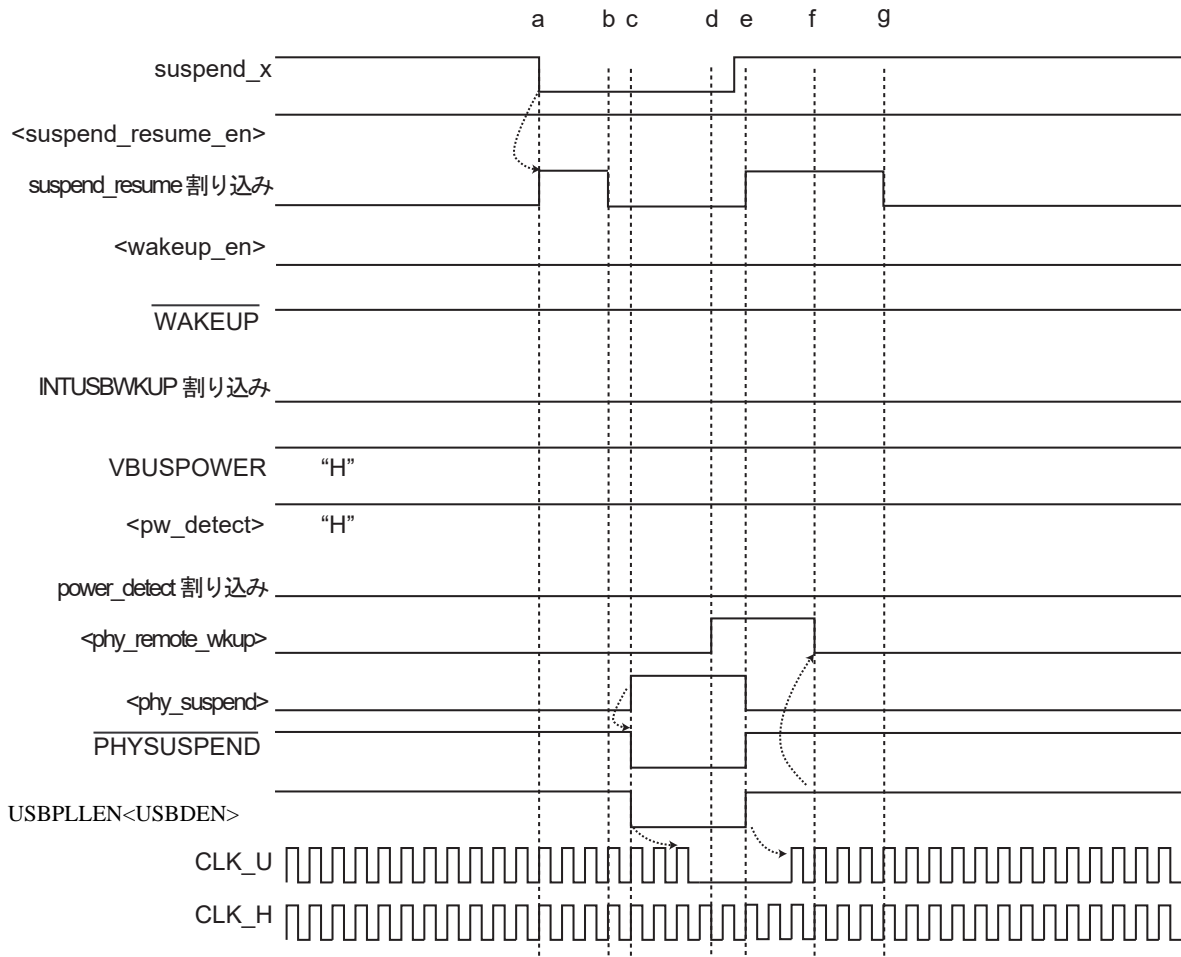 a b c d e f g
suspend_x
<suspend_resume_en>
suspend_resume 割り込み
<wakeup_en>
WAKEUP
INTUSBWKUP 割り込み
VBUSPOWER “H”
<pw_detect> “H”
power_detect 割り込み
<phy_remote_wkup>
<phy_suspend>
PHYSUSPEND
USBPLLEN<USBDEN>
CLK_U
CLK_H